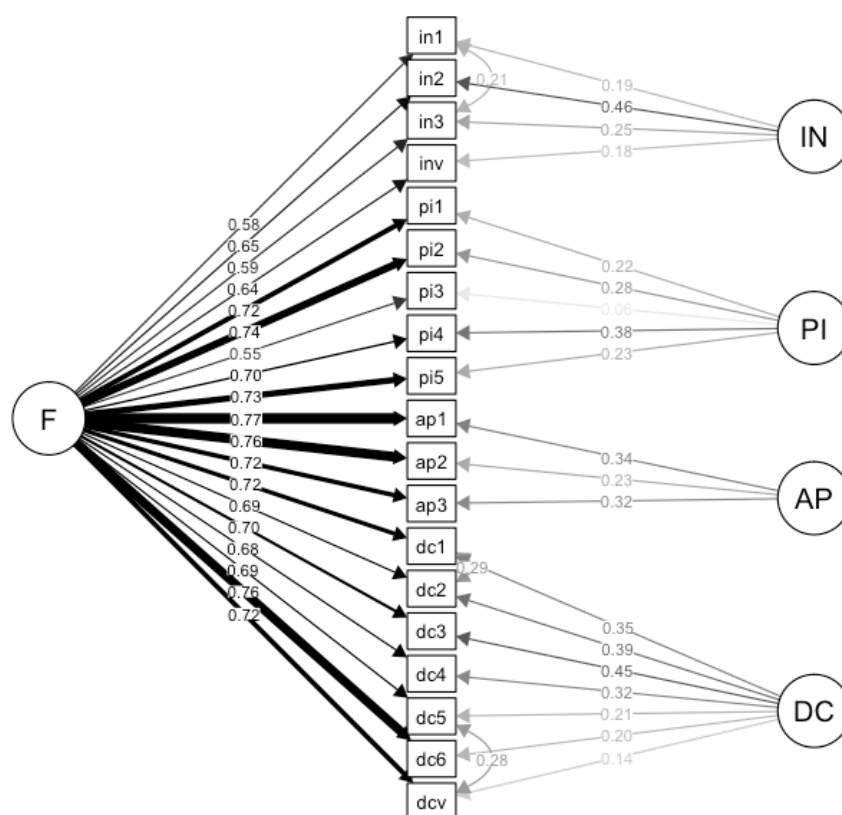 in1
in2
in3
inv
pi1
pi2
pi3
pi4
pi5
ap1
ap2
ap3
dc1
dc2
dc3
dc4
dc5
dc6
dcv
F
0.58
0.65
0.59
0.64
0.72
0.74
0.55
0.70
0.73
0.77
0.76
0.72
0.72
0.69
0.70
0.68
0.69
0.76
0.72
0.21
0.29
0.28
0.19
0.46
0.25
0.18
IN
0.22
0.28
0.06
0.38
0.23
PI
0.34
0.23
0.32
AP
0.35
0.39
0.45
0.32
0.21
0.20
0.14
DC